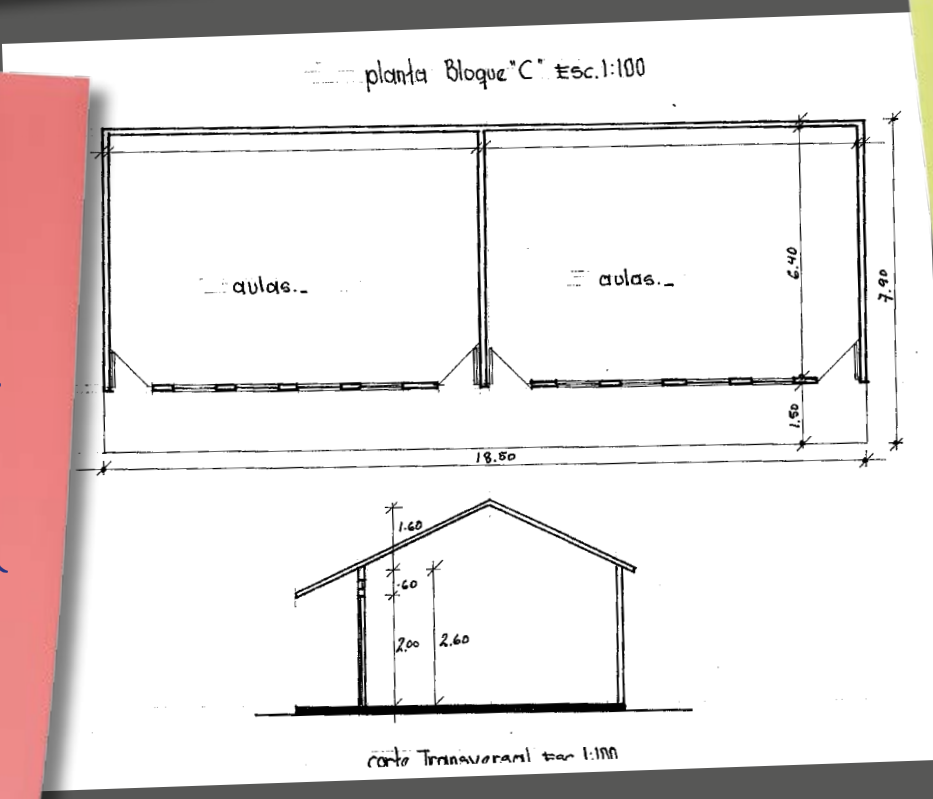 planta Bloque "C" Esc. 1:100
aulas._
aulas._
6.40
7.90
1.50
18.50
1.60
.60
2.00
2.60
corte Transversal Esc 1:100